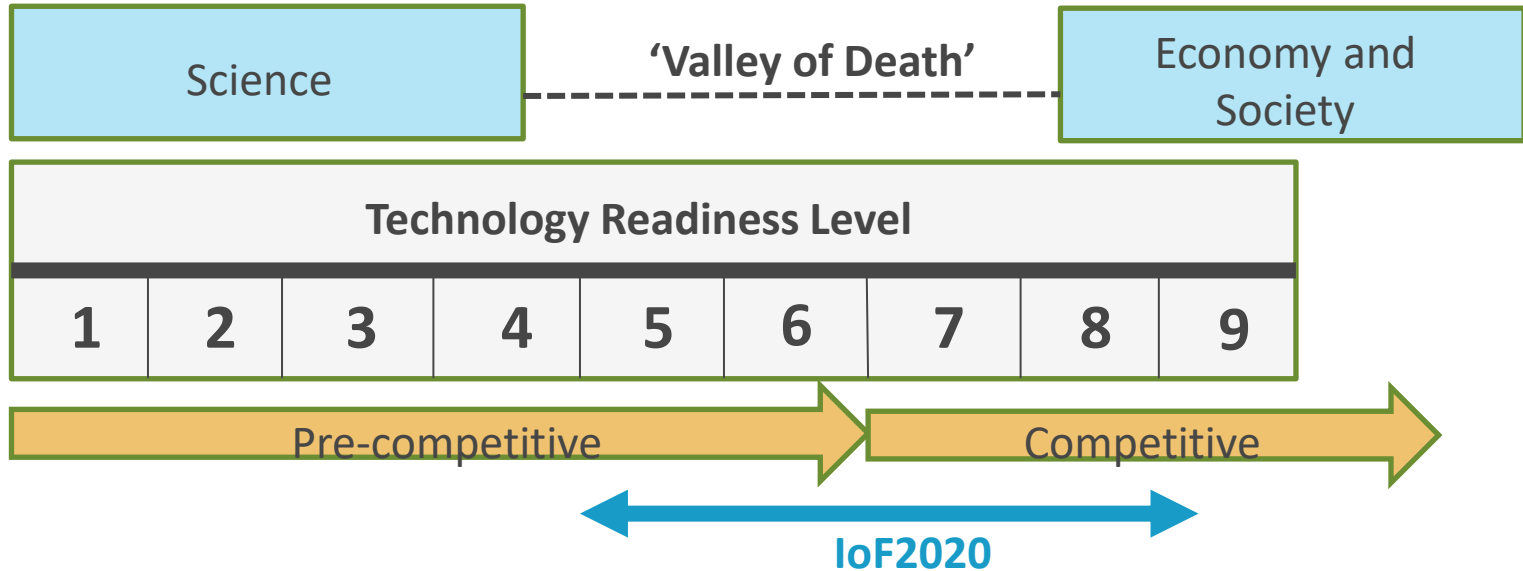 Science
‘Valley of Death’
Economy and
Society
Technology Readiness Level
1 2 3 4 5 6 7 8 9
Pre-competitive
Competitive
IoF2020